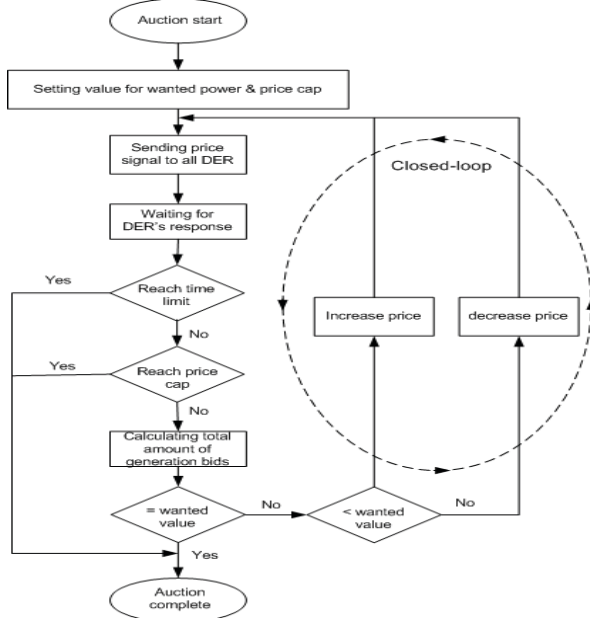 Auction start
Setting value for wanted power & price cap
Sending price
signal to all DER
Closed-loop
Waiting for
DER's response
Yes
Reach time
limit
Increase price
decrease price
No
Yes
Reach price
cap
No
Calculating total
amount of
generation bids
= wanted
value
No
< wanted
value
No
Yes
Auction
complete